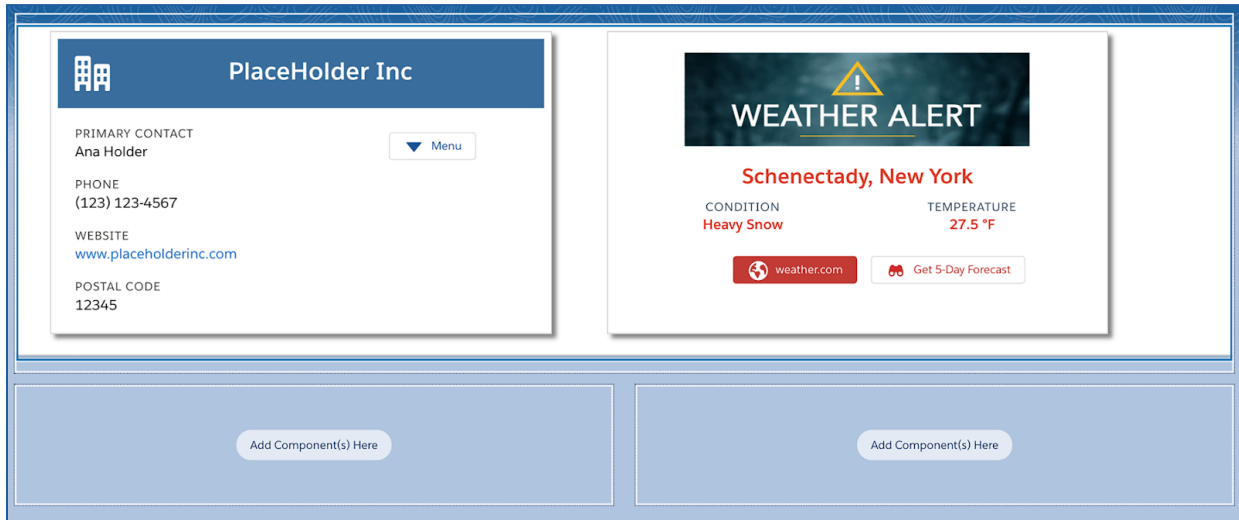 PlaceHolder Inc
PRIMARY CONTACT
Ana Holder
Menu
PHONE
(123) 123-4567
WEBSITE
www.placeholderinc.com
POSTAL CODE
12345
!
WEATHER ALERT
Schenectady, New York
CONDITION TEMPERATURE
Heavy Snow 27.5 °F
weather.com Get 5-Day Forecast
Add Component(s) Here Add Component(s) Here